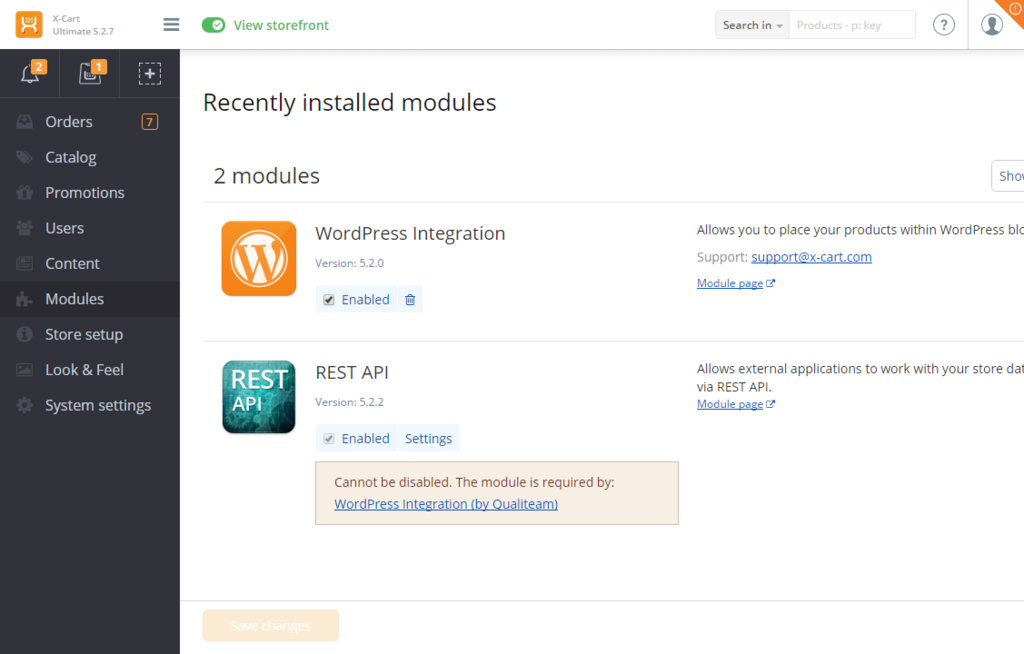 X-Cart
Ultimate 5.2.7
View storefront
Search in
Products - p: key
?
2
1
Orders
7
Catalog
Promotions
Users
Content
Modules
Store setup
Look & Feel
System settings
Recently installed modules
2 modules
Show
WordPress Integration
Version: 5.2.0
Enabled
Allows you to place your products within WordPress blo
Support: support@x-cart.com
Module page
REST API
REST API
Version: 5.2.2
Enabled
Settings
Allows external applications to work with your store dat
via REST API.
Module page
Cannot be disabled. The module is required by:
WordPress Integration (by Qualiteam)
Save changes